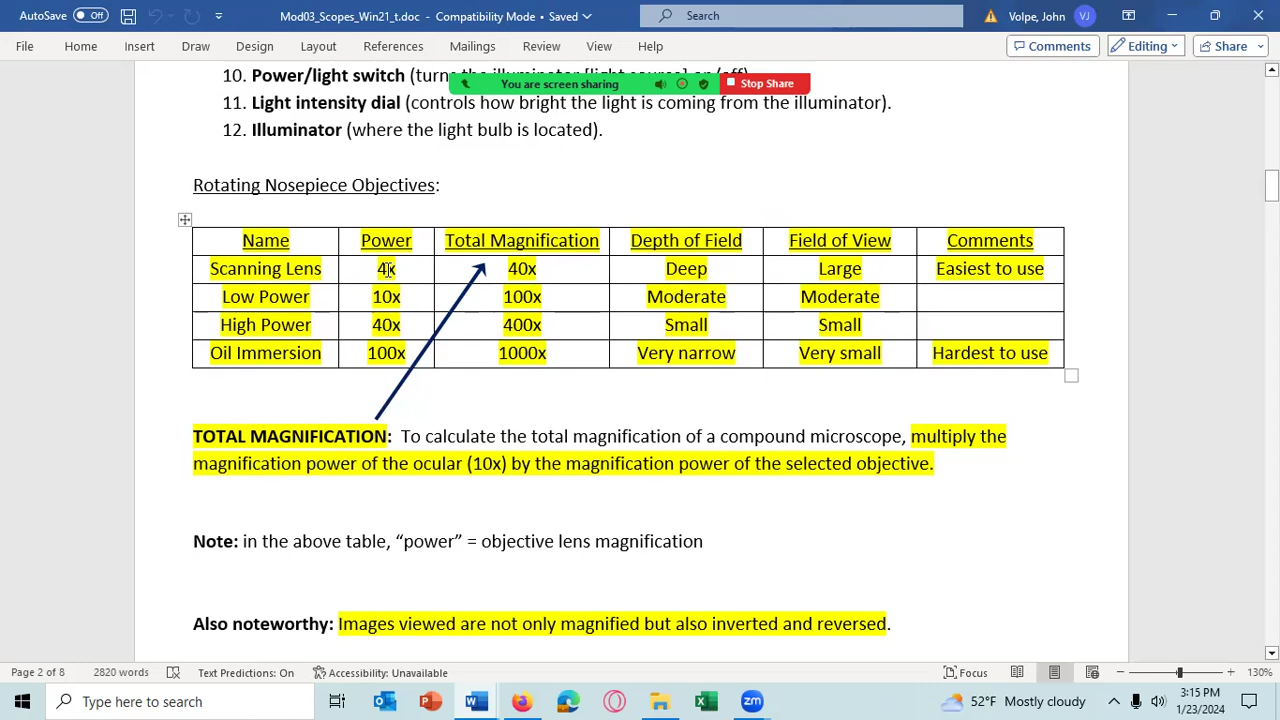 AutoSave Off Mod03_Scopes_Win21_t.doc - Compatibility Mode • Saved Search Volpe, John VJ
File Home Insert Draw Design Layout References Mailings Review View Help Comments Editing Share
10. Power/light switch (turns the illuminator [light source] on/off)
You are screen sharing Stop Share
11. Light intensity dial (controls how bright the light is coming from the illuminator).
12. Illuminator (where the light bulb is located).
Rotating Nosepiece Objectives:
Name Power Total Magnification Depth of Field Field of View Comments
Scanning Lens 4x 40x Deep Large Easiest to use
Low Power 10x 100x Moderate Moderate
High Power 40x 400x Small Small
Oil Immersion 100x 1000x Very narrow Very small Hardest to use
TOTAL MAGNIFICATION: To calculate the total magnification of a compound microscope, multiply the
magnification power of the ocular (10x) by the magnification power of the selected objective.
Note: in the above table, “power” = objective lens magnification
Also noteworthy: Images viewed are not only magnified but also inverted and reversed.
Page 2 of 8 2820 words Text Predictions: On Accessibility: Unavailable Focus 130%
Type here to search 52°F Mostly cloudy 3:15 PM
1/23/2024